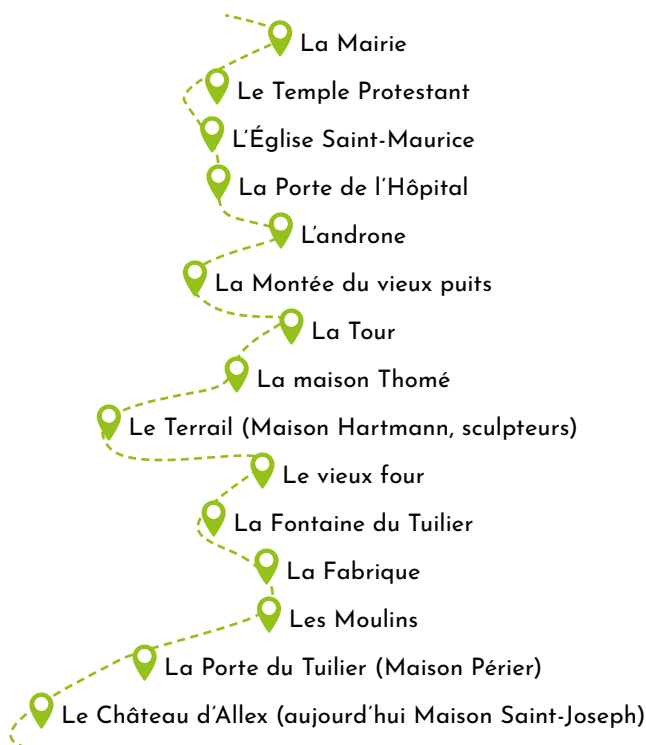 La Mairie
Le Temple Protestant
L'Église Saint-Maurice
La Porte de l'Hôpital
L'androne
La Montée du vieux puits
La Tour
La maison Thomé
Le Terrail (Maison Hartmann, sculpteurs)
Le vieux four
La Fontaine du Tuilier
La Fabrique
Les Moulins
La Porte du Tuilier (Maison Périer)
Le Château d'Allex (aujourd'hui Maison Saint-Joseph)